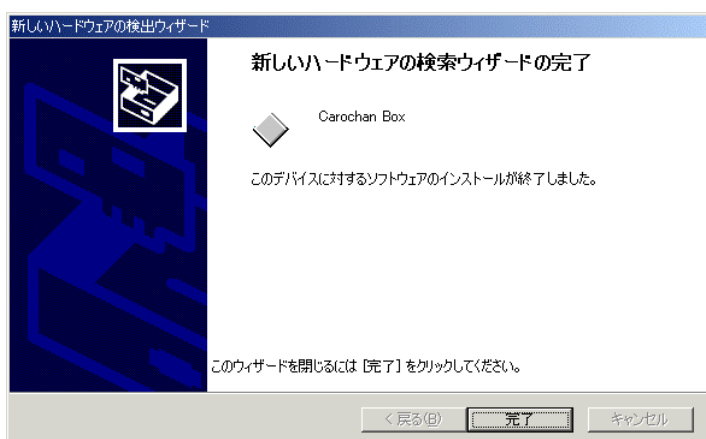 新しいハードウェアの検出ウィザード
新しいハードウェアの検索ウィザードの完了
Carochan Box
このデバイスに対するソフトウェアのインストールが終了しました。
このウィザードを閉じるには [完了] をクリックしてください。
< 戻る(B)
完了
キャンセル